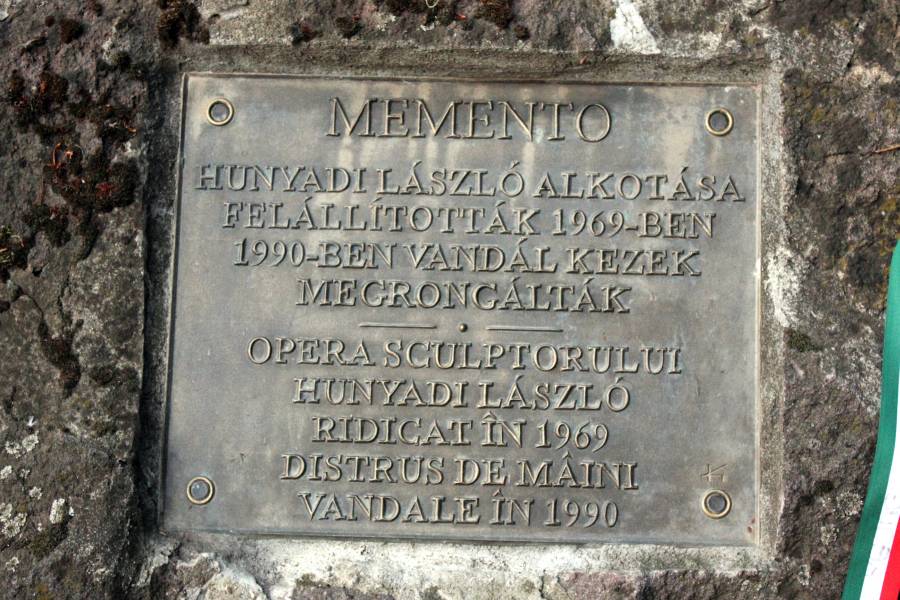 MEMENTO
HUNYADI LÁSZLÓ ALKOTÁSA
FELÁLLÍTOTTÁK 1969-BEN
1990-BEN VANDÁL KEZEK
MEGRONGÁLTÁK
OPERA SCULPTORULUI
HUNYADI LÁSZLÓ
RIDICAT ÎN 1969
DISTRUS DE MÂINI
VANDALE ÎN 1990